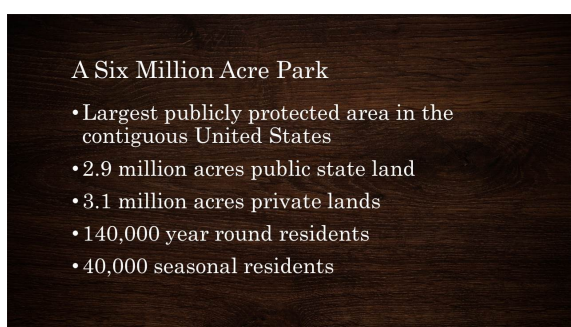 A Six Million Acre Park
•Largest publicly protected area in the
contiguous United States
•2.9 million acres public state land
•3.1 million acres private lands
•140,000 year round residents
•40,000 seasonal residents